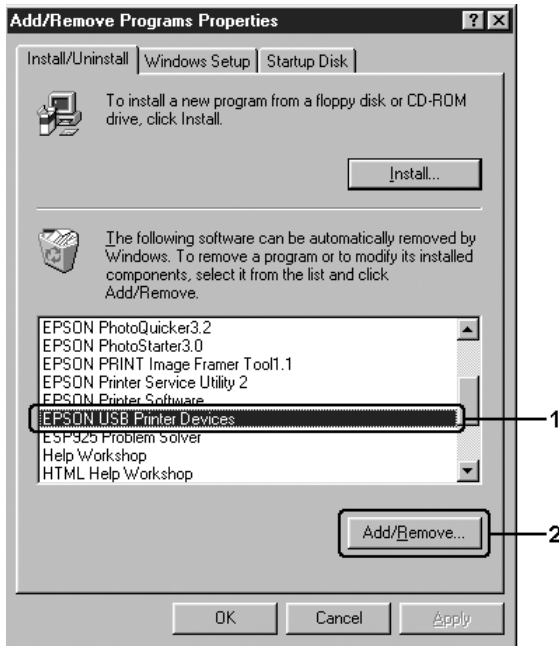 Add/Remove Programs Properties
Install/Uninstall Windows Setup Startup Disk
To install a new program from a floppy disk or CD-ROM
drive, click Install.
Install...
The following software can be automatically removed by
Windows. To remove a program or to modify its installed
components, select it from the list and click
Add/Remove.
EPSON PhotoQuicker3.2
EPSON PhotoStarter3.0
EPSON PRINT Image Framer Tool1.1
EPSON Printer Service Utility 2
EPSON Printer Software
EPSON USB Printer Devices
1
ESP925 Problem Solver
Help Workshop
HTML Help Workshop
Add/Remove...
2
OK Cancel Apply